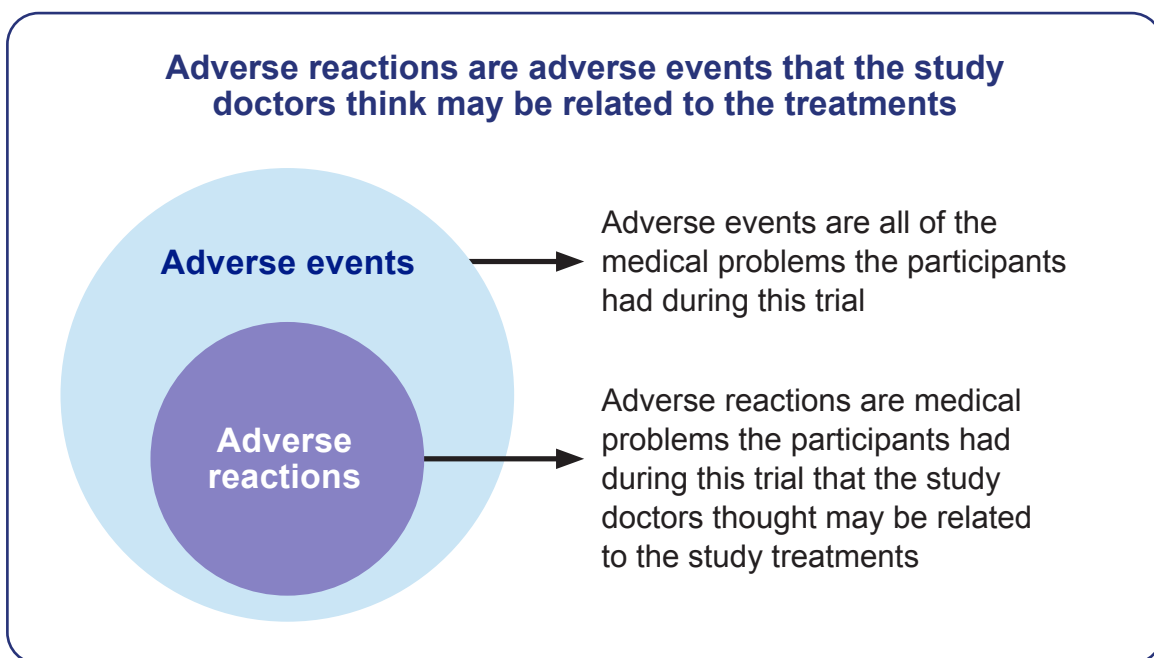 Adverse reactions are adverse events that the study
doctors think may be related to the treatments
Adverse events
Adverse events are all of the
medical problems the participants
had during this trial
Adverse
reactions
Adverse reactions are medical
problems the participants had
during this trial that the study
doctors thought may be related
to the study treatments